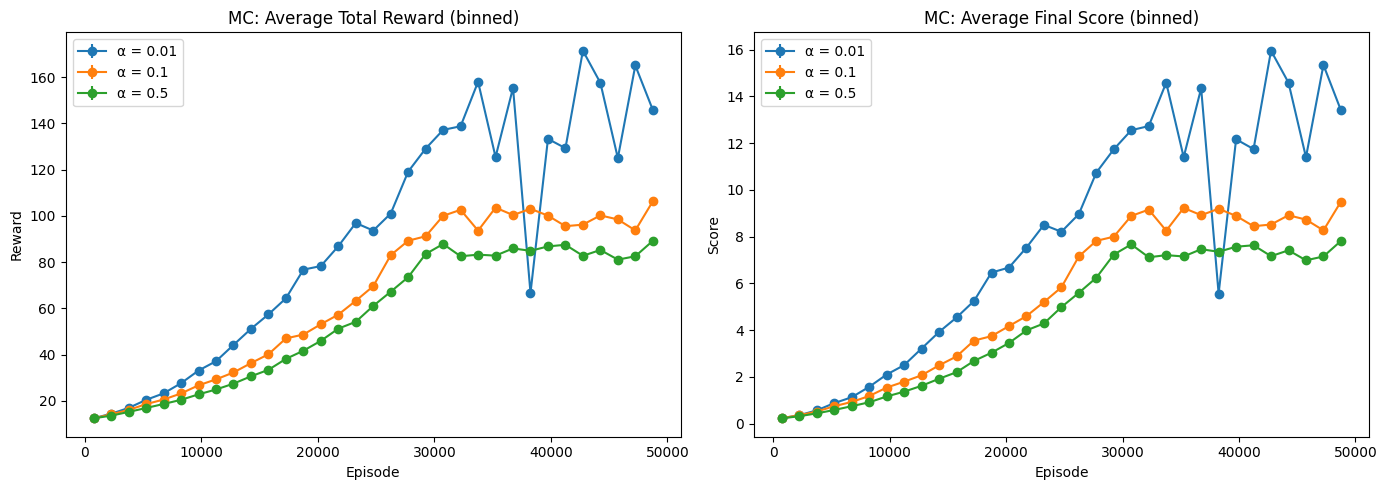 MC: Average Total Reward (binned)
α = 0.01
α = 0.1
α = 0.5
Reward
160
140
120
100
80
60
40
20
0
10000
20000
30000
40000
50000
Episode
MC: Average Final Score (binned)
α = 0.01
α = 0.1
α = 0.5
Score
16
14
12
10
8
6
4
2
0
0
10000
20000
30000
40000
50000
Episode